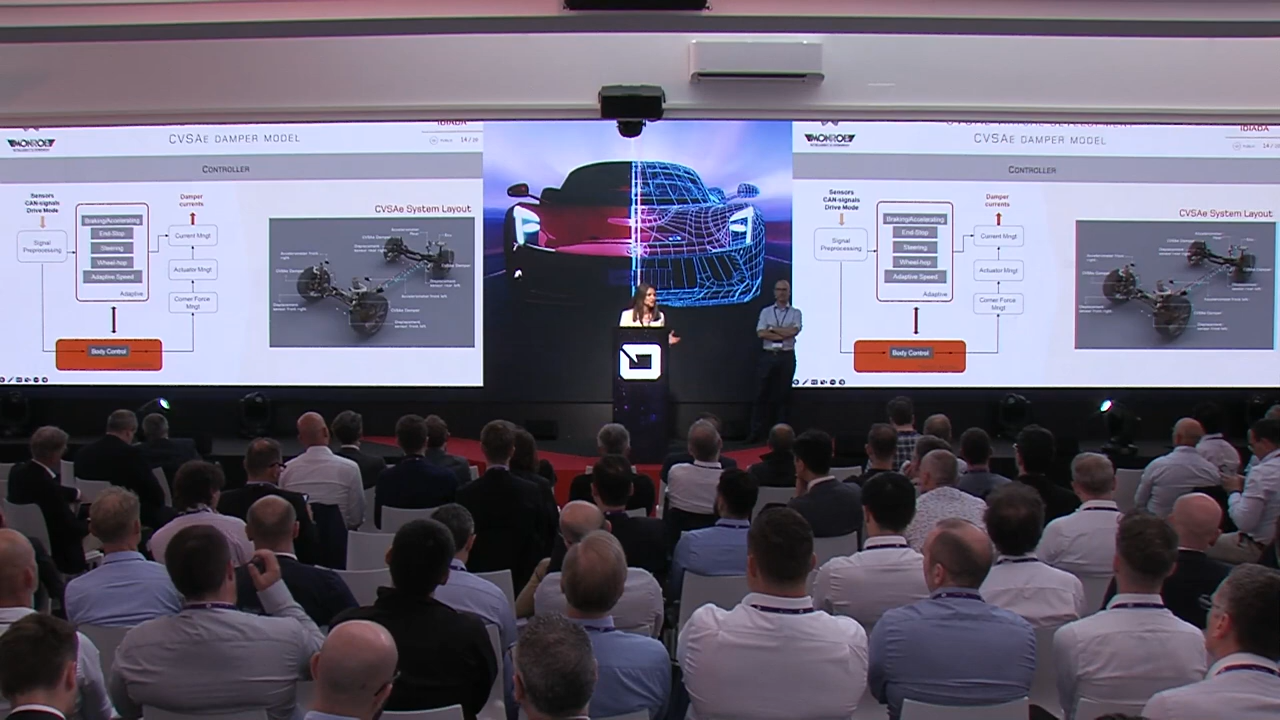 MONROE
CVSAe DAMPER MODEL
IDIADA
14 /
CONTROLLER
Sensors
CAN-signals
Drive Mode
Signal
Preprocessing
Braking/Accelerating
End-Stop
Steering
Wheel-hop
Adaptive Speed
Adaptive
Body Control
Damper
currents
Current Mngt
Actuator Mngt
Corner Force
Mngt
CVSAe System Layout
MONROE
CVSAe DAMPER MODEL
IDIADA
14 /
CONTROLLER
Sensors
CAN-signals
Drive Mode
Signal
Preprocessing
Braking/Accelerating
End-Stop
Steering
Wheel-hop
Adaptive Speed
Adaptive
Body Control
Damper
currents
Current Mngt
Actuator Mngt
Corner Force
Mngt
CVSAe System Layout